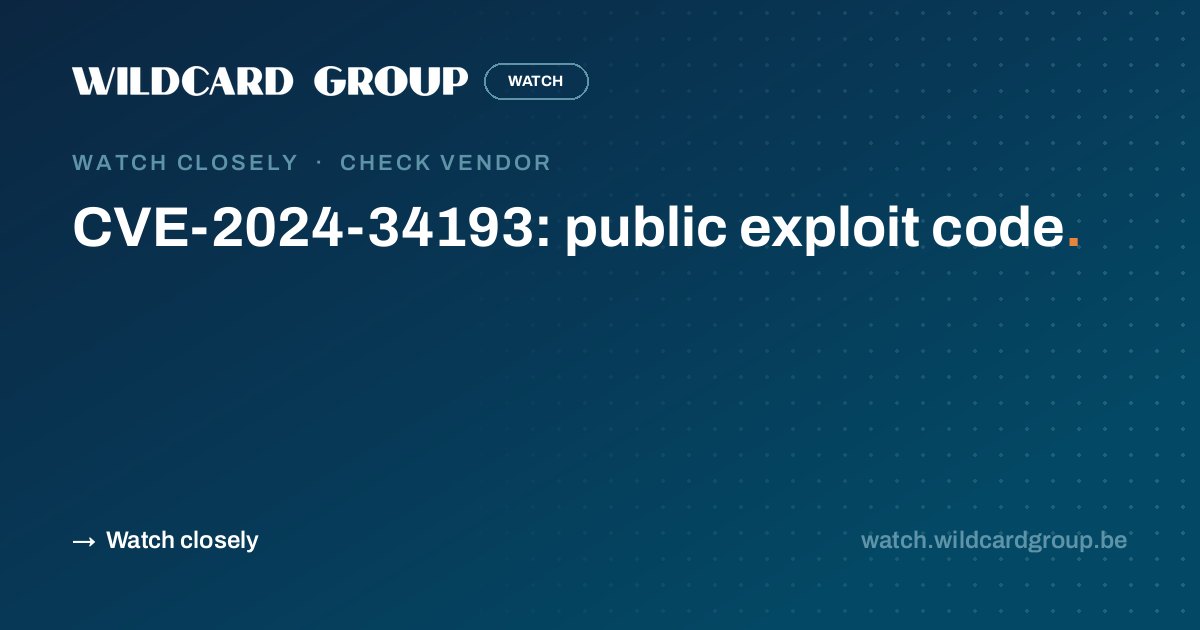 WILDCARD GROUP WATCH
WATCH CLOSELY · CHECK VENDOR
CVE-2024-34193: public exploit code.
→ Watch closely
watch.wildcardgroup.be